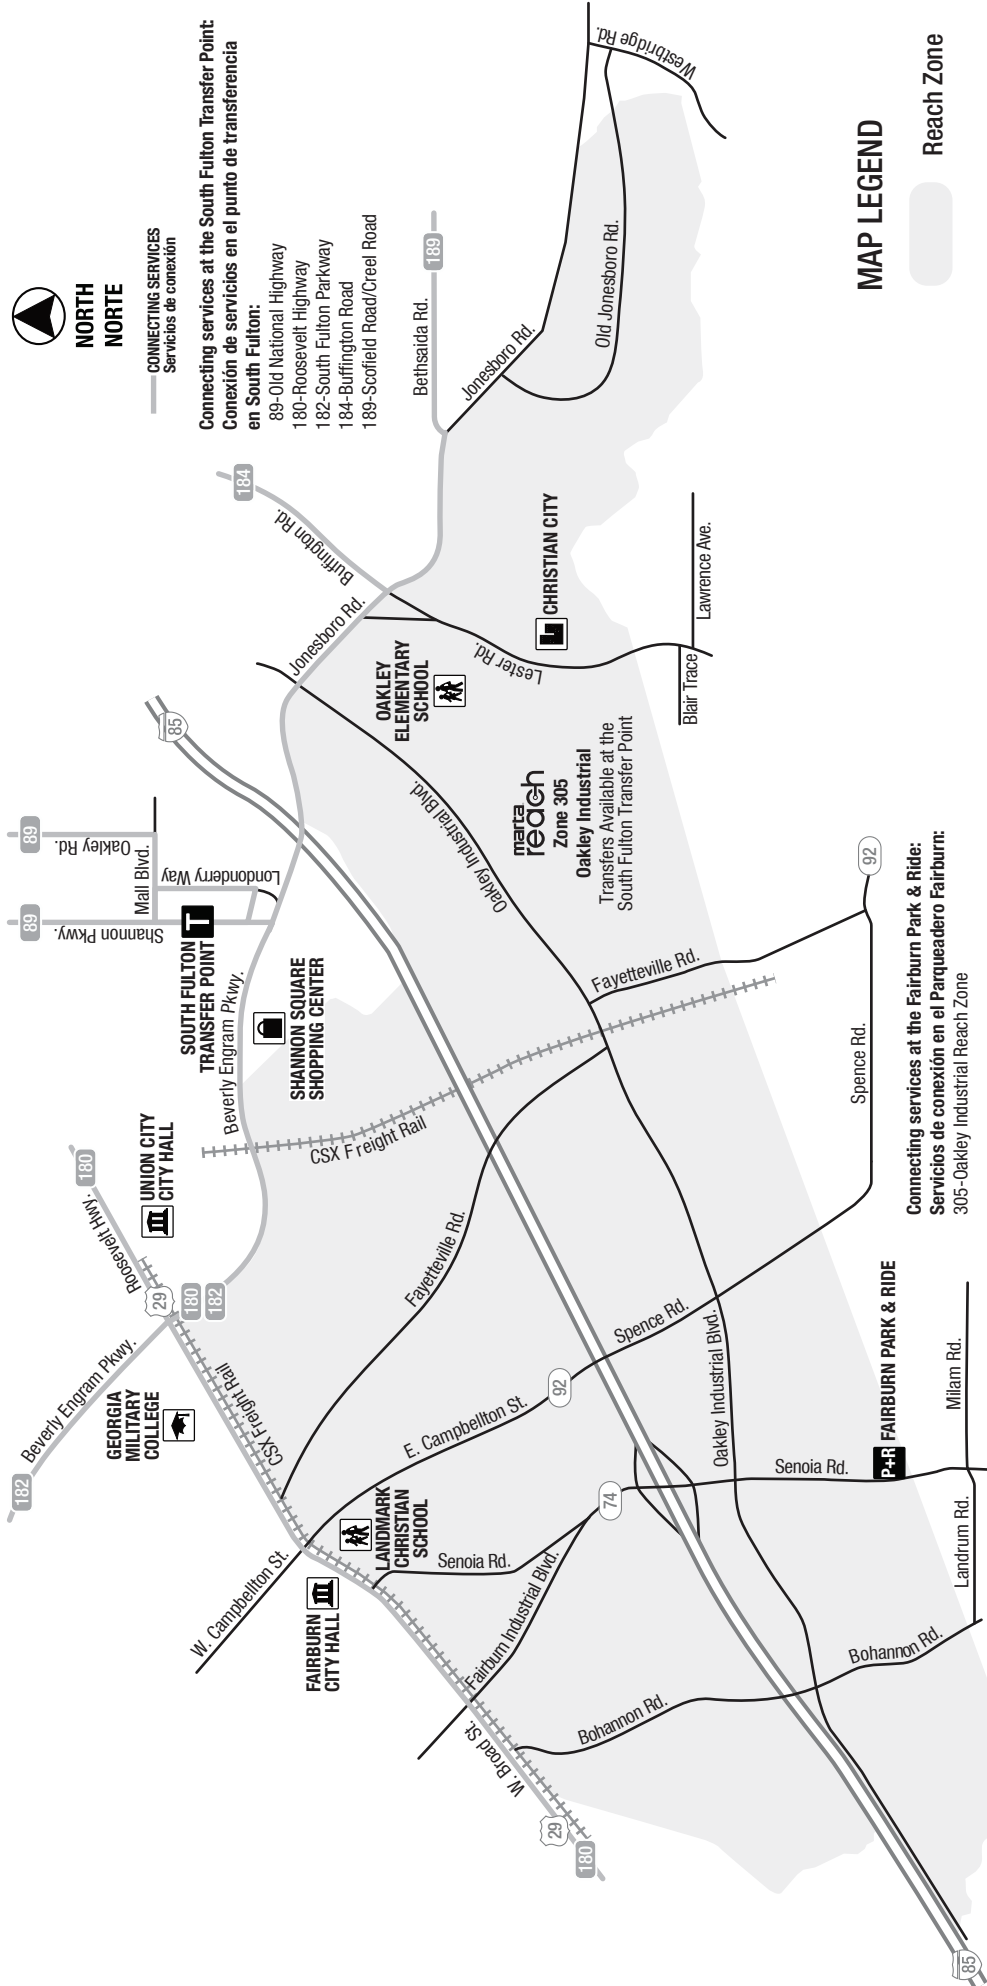 NORTH
NORTE
CONNECTING SERVICES
Servicios de conexión
Connecting services at the South Fulton Transfer Point:
Conexión de servicios en el punto de transferencia
en South Fulton:
89-Old National Highway
180-Roosevelt Highway
182-South Fulton Parkway
184-Buffington Road
189-Scofield Road/Creel Road
182
Beverly Engram Pkwy.
GEORGIA
MILITARY
COLLEGE
Roosevelt Hwy.
180
29
180
182
UNION CITY
CITY HALL
89
Shannon Pkwy.
89
Oakley Rd.
Mall Blvd.
Londonderry Way
T
SOUTH FULTON
TRANSFER POINT
Beverly Engram Pkwy.
SHANNON SQUARE
SHOPPING CENTER
85
Jonesboro Rd.
Buffington Rd.
184
Bethsaida Rd.
189
Jonesboro Rd.
Old Jonesboro Rd.
Westbridge Rd.
W. Campbellton St.
FAIRBURN
CITY HALL
LANDMARK
CHRISTIAN
SCHOOL
CSX Freight Rail
CSX Freight Rail
Fayetteville Rd.
E. Campbellton St.
92
Spence Rd.
Oakley Industrial Blvd.
OAKLEY
ELEMENTARY
SCHOOL
Lester Rd.
CHRISTIAN CITY
Lawrence Ave.
Blair Trace
marta
reach
Zone 305
Oakley Industrial
Transfers Available at the
South Fulton Transfer Point
Fayetteville Rd.
92
Spence Rd.
W. Broad St.
29
180
Fairburn Industrial Blvd.
Senoia Rd.
74
Bohannon Rd.
Oakley Industrial Blvd.
Senoia Rd.
P+R FAIRBURN PARK & RIDE
Milam Rd.
Landrum Rd.
Bohannon Rd.
85
Connecting services at the Fairburn Park & Ride:
Servicios de conexión en el Parqueadero Fairburn:
305-Oakley Industrial Reach Zone
MAP LEGEND
Reach Zone